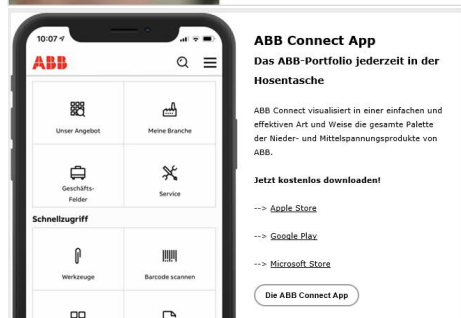 10:07
ABB
Unser Angebot
Meine Branche
Geschäfts-
Felder
Service
Schnellzugriff
Werkzeuge
Barcode scannen
ABB Connect App
Das ABB-Portfolio jederzeit in der
Hosentasche
ABB Connect visualisiert in einer einfachen und
effektiven Art und Weise die gesamte Palette
der Nieder- und Mittelspannungsprodukte von
ABB.
Jetzt kostenlos downloaden!
--> Apple Store
--> Google Play
--> Microsoft Store
Die ABB Connect App